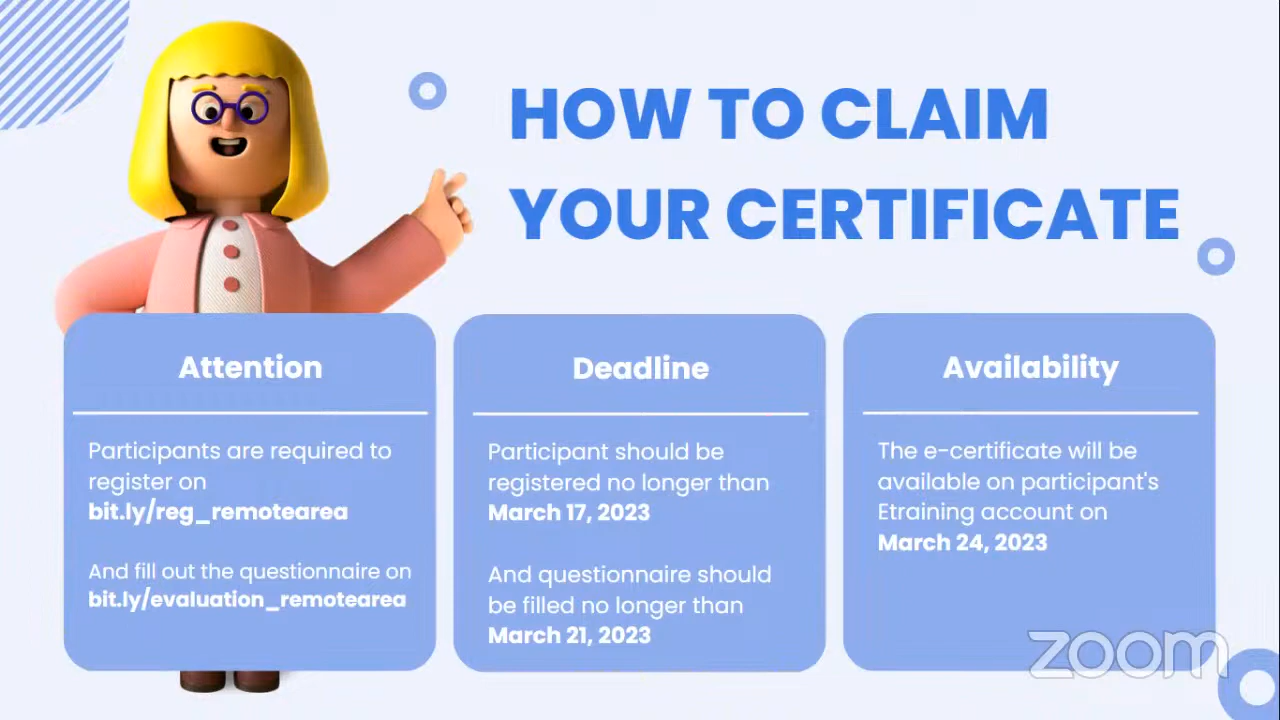 HOW TO CLAIM
YOUR CERTIFICATE
Attention
Participants are required to
register on
bit.ly/reg_remotearea
And fill out the questionnaire on
bit.ly/evaluation_remotearea
Deadline
Participant should be
registered no longer than
March 17, 2023
And questionnaire should
be filled no longer than
March 21, 2023
Availability
The e-certificate will be
available on participant's
Etraining account on
March 24, 2023
zoom